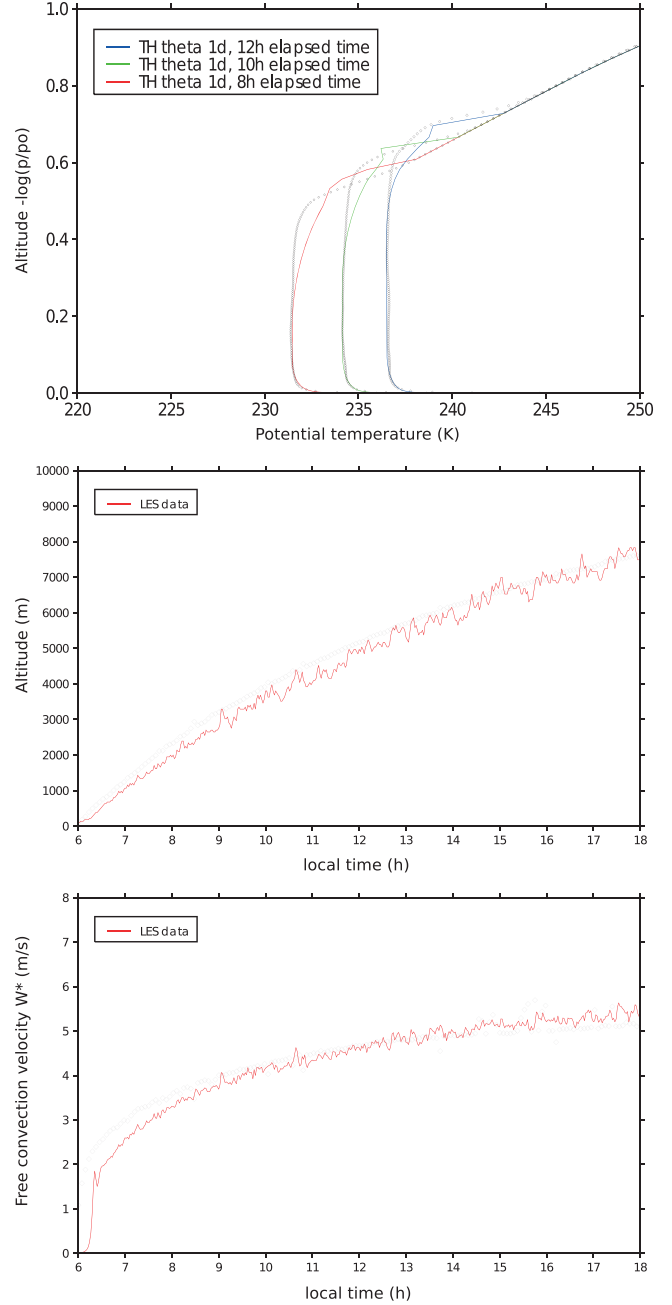 TH theta 1d, 12h elapsed time
TH theta 1d, 10h elapsed time
TH theta 1d, 8h elapsed time
Altitude -log(p/po)
1.0
0.8
0.6
0.4
0.2
0.0
220 225 230 235 240 245 250
Potential temperature (K)
LES data
Altitude (m)
10000
9000
8000
7000
6000
5000
4000
3000
2000
1000
0
6 7 8 9 10 11 12 13 14 15 16 17 18
local time (h)
LES data
Free convection velocity W* (m/s)
8
7
6
5
4
3
2
1
0
6 7 8 9 10 11 12 13 14 15 16 17 18
local time (h)